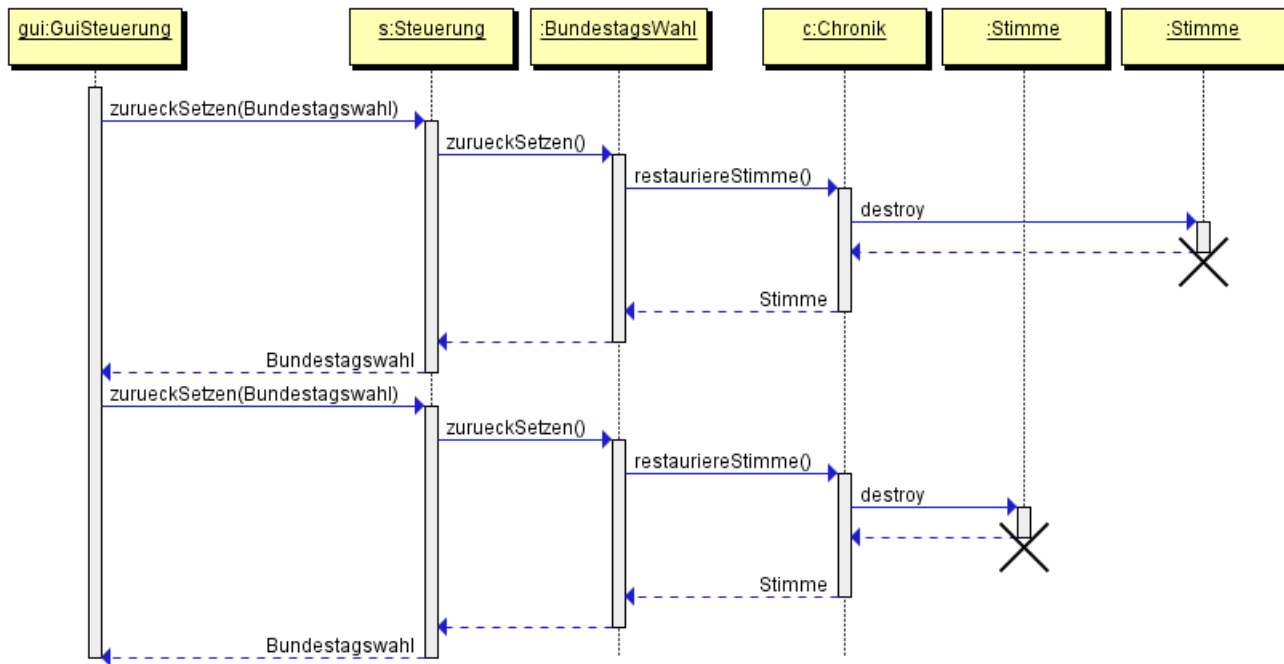 gui:GuiSteuerung
s:Steuerung
:BundestagsWahl
c:Chronik
:Stimme
:Stimme
zurueckSetzen(Bundestagswahl)
zurueckSetzen()
restauriereStimme()
destroy
Stimme
Bundestagswahl
zurueckSetzen(Bundestagswahl)
zurueckSetzen()
restauriereStimme()
destroy
Stimme
Bundestagswahl